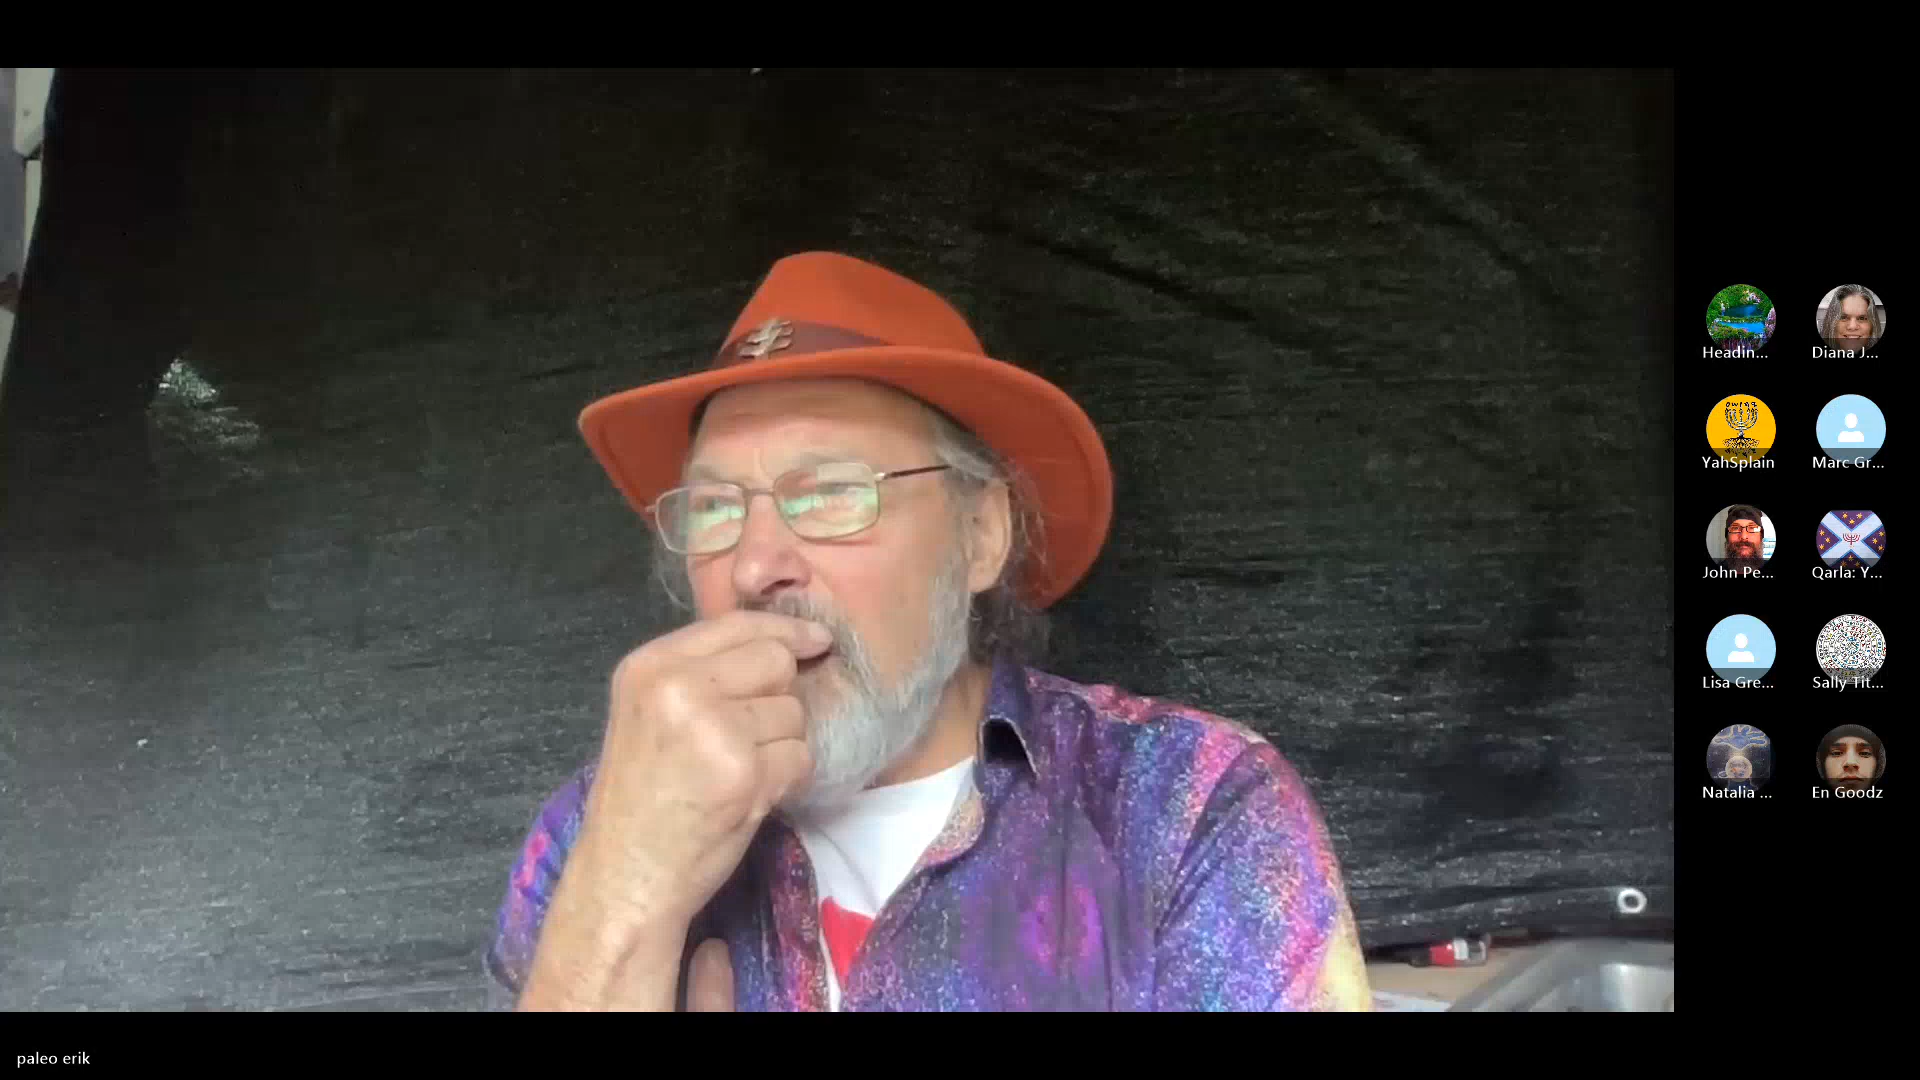 Headin...
Diana J...
YahSplain
Marc Gr...
John Pe...
Qarla: Y...
Lisa Gre...
Sally Tit...
Natalia ...
En Goodz
paleo erik